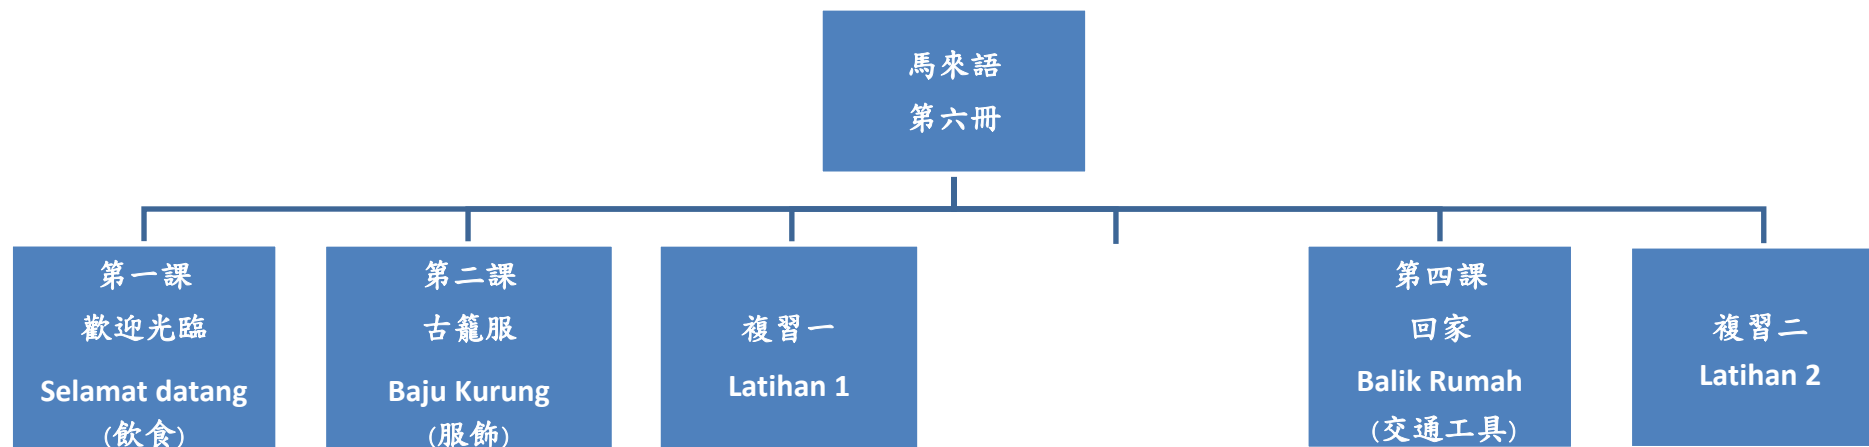 馬來語
第六冊
第一課
歡迎光臨
Selamat datang
(飲食)
第二課
古籠服
Baju Kurung
(服飾)
複習一
Latihan 1
第四課
回家
Balik Rumah
(交通工具)
複習二
Latihan 2